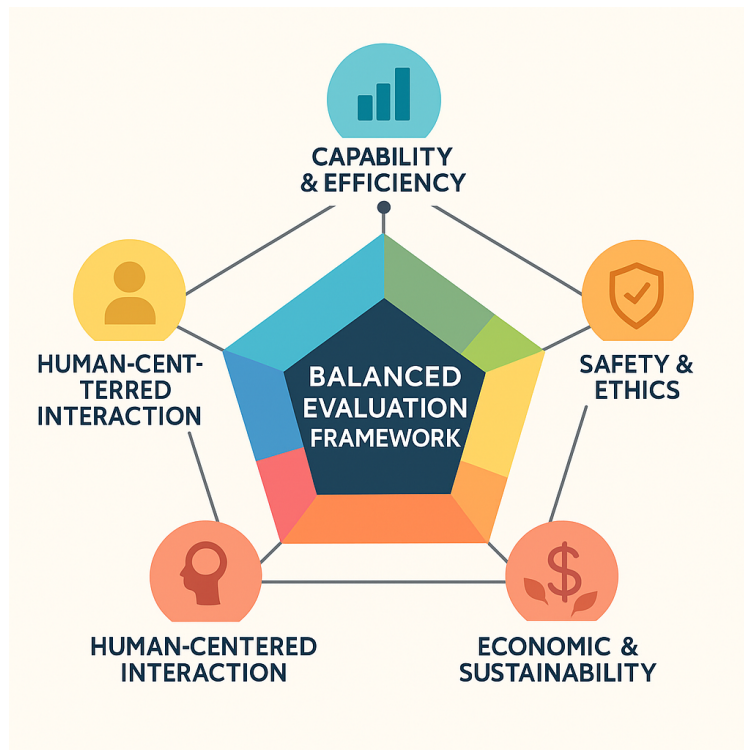 CAPABILITY
& EFFICIENCY
HUMAN-CENT-
TERRED
INTERACTION
SAFETY &
ETHICS
BALANCED
EVALUATION
FRAMEWORK
HUMAN-CENTERED
INTERACTION
ECONOMIC &
SUSTAINABILITY